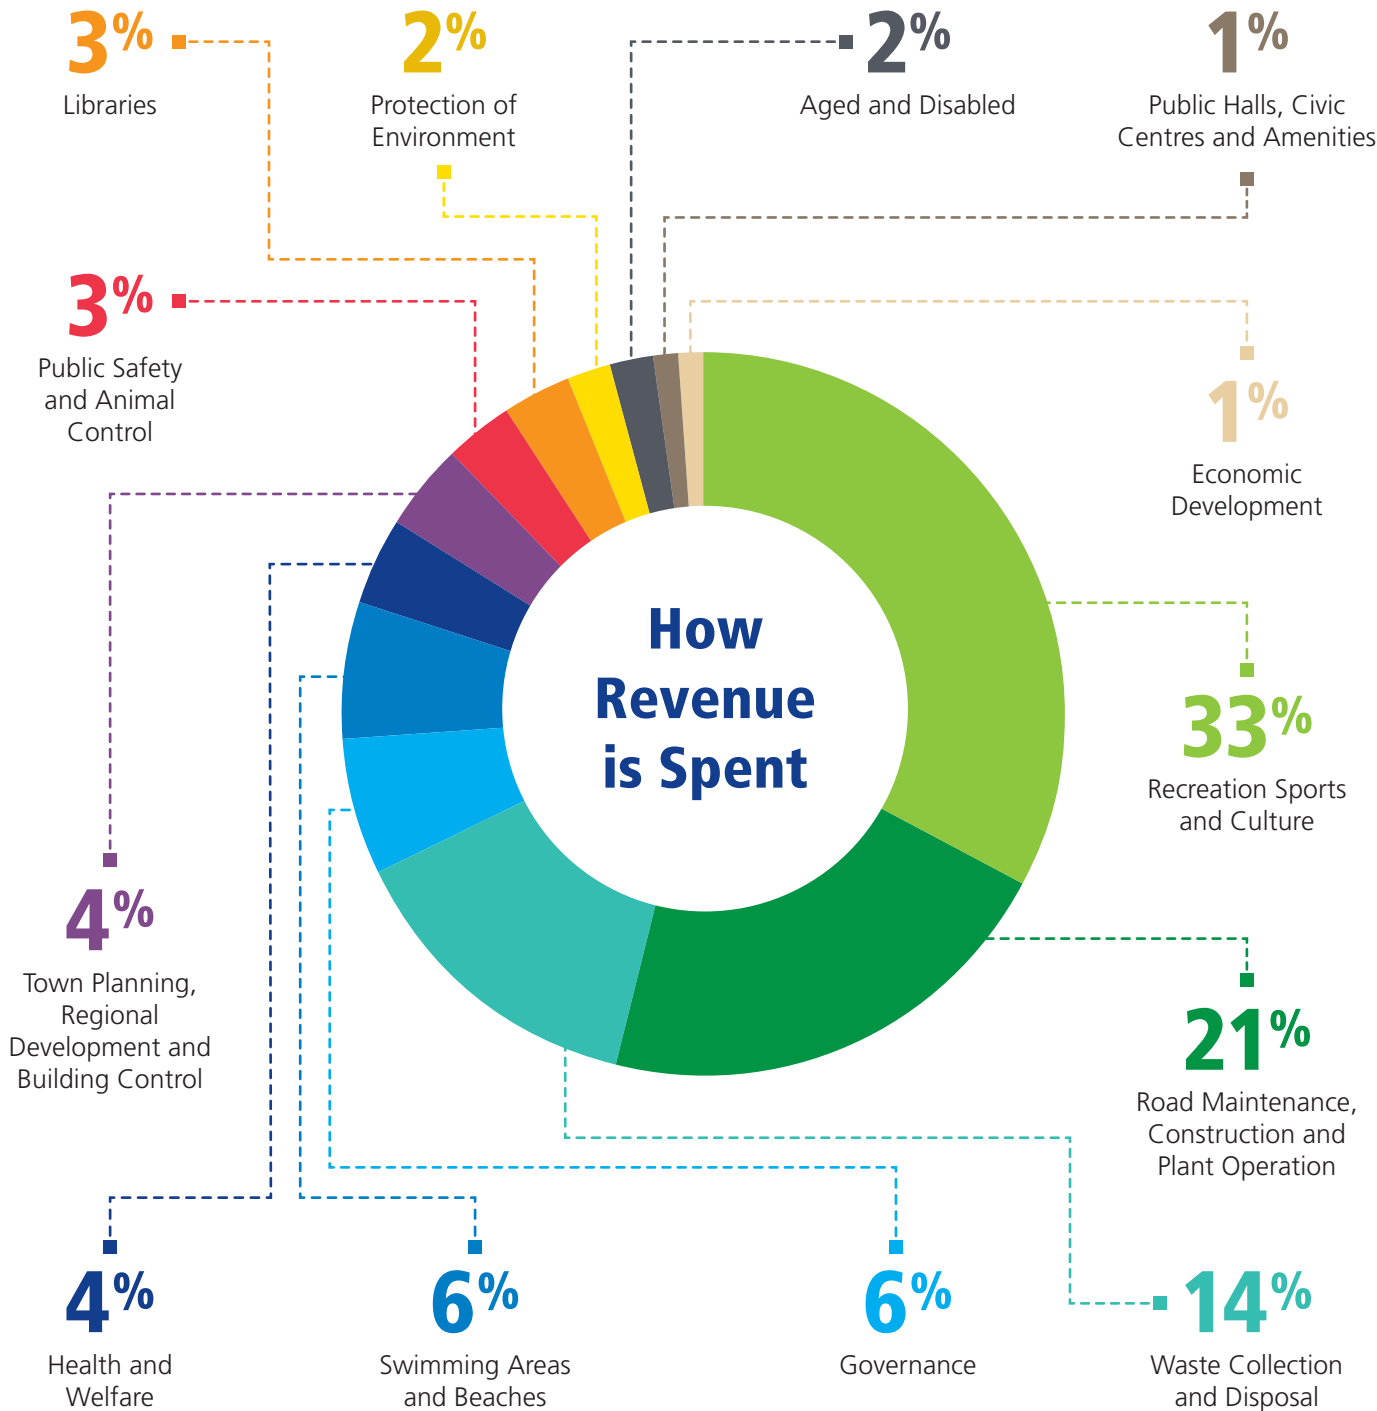 3%
Libraries
2%
Protection of
Environment
2%
Aged and Disabled
1%
Public Halls, Civic
Centres and Amenities
3%
Public Safety
and Animal
Control
1%
Economic
Development
How
Revenue
is Spent
33%
Recreation Sports
and Culture
4%
Town Planning,
Regional
Development and
Building Control
21%
Road Maintenance,
Construction and
Plant Operation
4%
Health and
Welfare
6%
Swimming Areas
and Beaches
6%
Governance
14%
Waste Collection
and Disposal